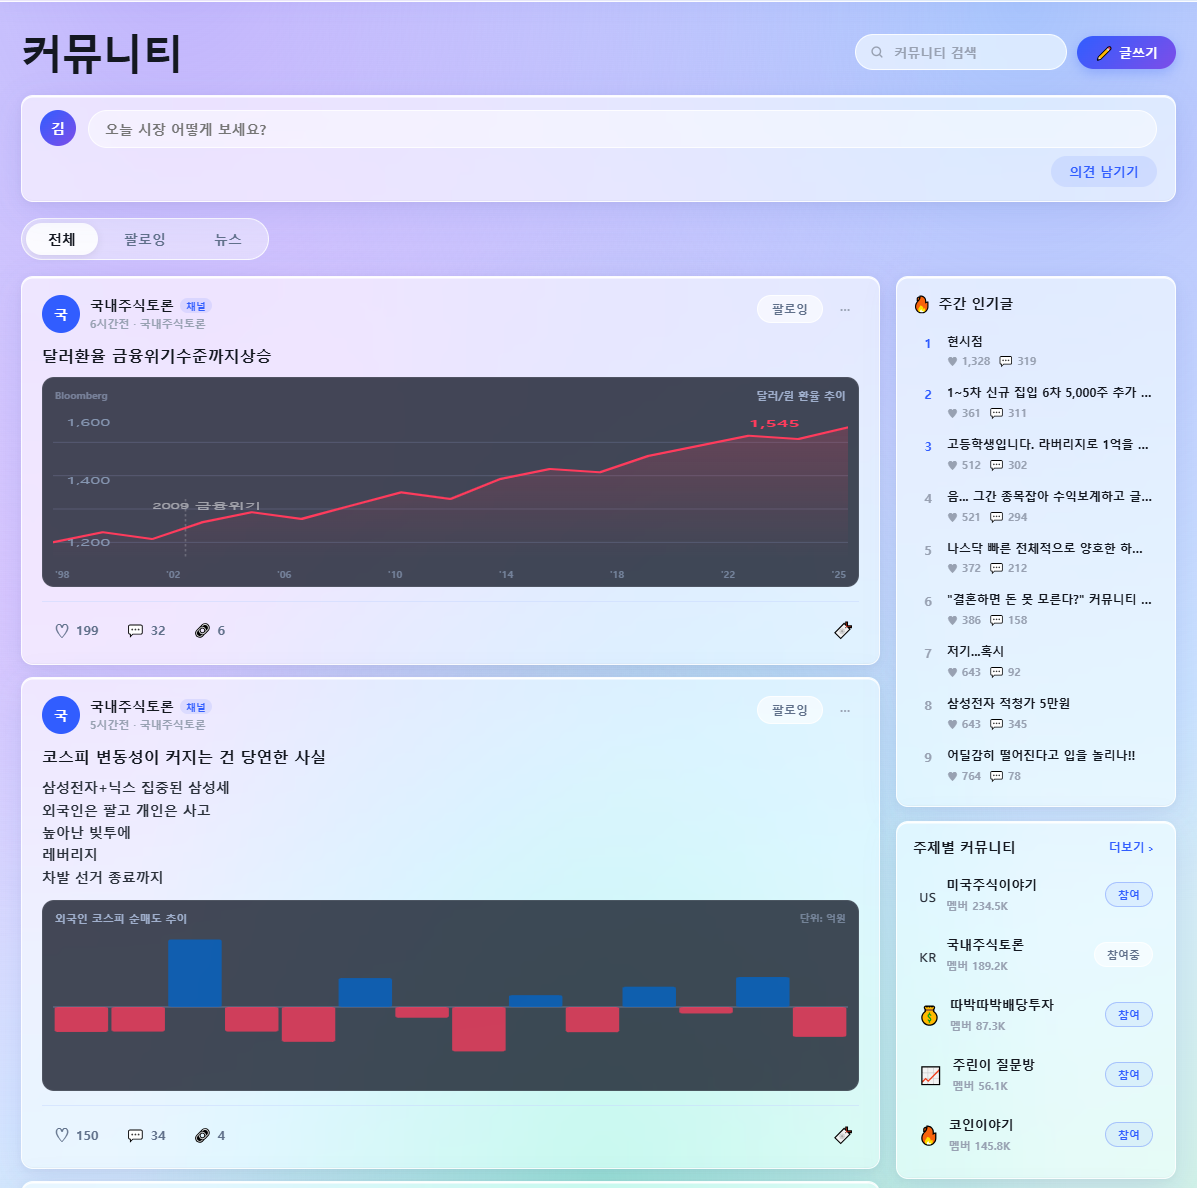 커뮤니티
커뮤니티 검색
글쓰기
김
오늘 시장 어떻게 보세요?
의견 남기기
전체
팔로잉
뉴스
국
국내주식토론 채널
6시간전 · 국내주식토론
팔로잉
···
달러환율 금융위기수준까지상승
Bloomberg
달러/원 환율 추이
1,600
1,545
1,400
2009 금융위기
1,200
'98 '02 '06 '10 '14 '18 '22 '25
199 32 6
국
국내주식토론 채널
5시간전 · 국내주식토론
팔로잉
···
코스피 변동성이 커지는 건 당연한 사실
삼성전자+닉스 집중된 삼성세
외국인은 팔고 개인은 사고
높아난 빚투에
레버리지
차발 선거 종료까지
외국인 코스피 순매도 추이
단위: 억원
150 34 4
주간 인기글
1 현시점
1,328 319
2 1~5차 신규 집입 6차 5,000주 추가 ...
361 311
3 고등학생입니다. 라버리지로 1억을 ...
512 302
4 음... 그간 종목잡아 수익보계하고 글...
521 294
5 나스닥 빠른 전체적으로 양호한 하...
372 212
6 "결혼하면 돈 못 모른다?" 커뮤니티 ...
386 158
7 저기...혹시
643 92
8 삼성전자 적청가 5만원
643 345
9 어딜감히 떨어진다고 입을 놀리나!!
764 78
주제별 커뮤니티
더보기 ›
US 미국주식이야기
멤버 234.5K
참여
KR 국내주식토론
멤버 189.2K
참여중
따박따박배당투자
멤버 87.3K
참여
주린이 질문방
멤버 56.1K
참여
코인이야기
멤버 145.8K
참여